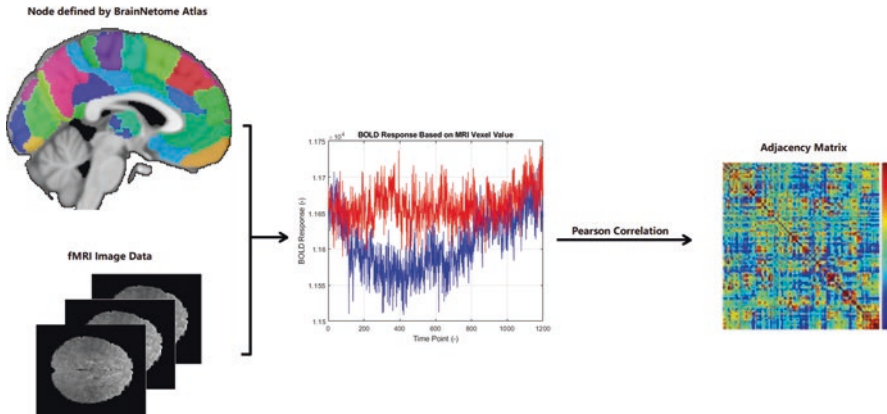 Node defined by BrainNetome Atlas
fMRI Image Data
×10⁴
BOLD Response Based on MRI Vexel Value
1.175
1.17
1.165
1.16
1.155
1.15
BOLD Response (-)
0 200 400 600 800 1000 1200
Time Point (-)
Pearson Correlation
Adjacency Matrix